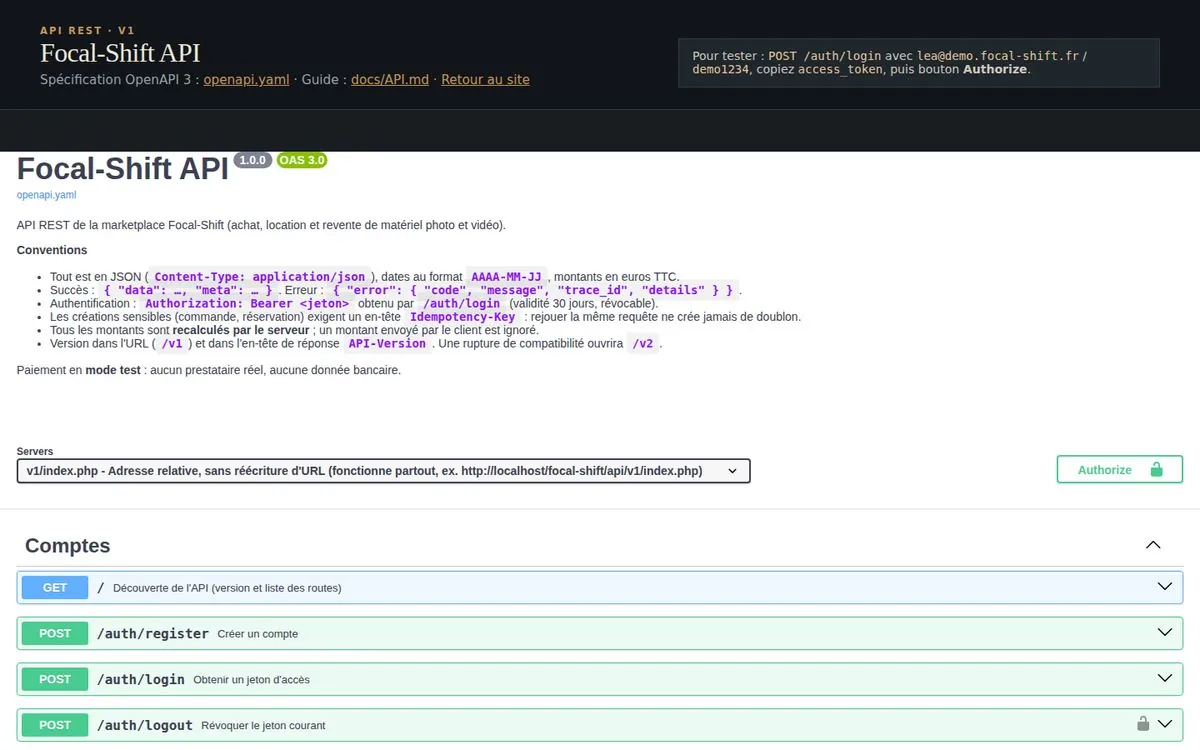 API REST · V1
Focal-Shift API
Spécification OpenAPI 3 : openapi.yaml · Guide : docs/API.md · Retour au site
Pour tester : POST /auth/login avec lea@demo.focal-shift.fr /
demo1234, copiez access_token, puis bouton Authorize.
Focal-Shift API 1.0.0 OAS 3.0
openapi.yaml
API REST de la marketplace Focal-Shift (achat, location et revente de matériel photo et vidéo).
Conventions
• Tout est en JSON ( Content-Type: application/json ), dates au format AAAA-MM-JJ , montants en euros TTC.
• Succès : { "data": …, "meta": … } . Erreur : { "error": { "code", "message", "trace_id", "details" } } .
• Authentification : Authorization: Bearer <jeton> obtenu par /auth/login (validité 30 jours, révocable).
• Les créations sensibles (commande, réservation) exigent un en-tête Idempotency-Key : rejouer la même requête ne crée jamais de doublon.
• Tous les montants sont recalculés par le serveur ; un montant envoyé par le client est ignoré.
• Version dans l'URL ( /v1 ) et dans l'en-tête de réponse API-Version . Une rupture de compatibilité ouvrira /v2 .
Paiement en mode test : aucun prestataire réel, aucune donnée bancaire.
Servers
v1/index.php - Adresse relative, sans réécriture d'URL (fonctionne partout, ex. http://localhost/focal-shift/api/v1/index.php)
Authorize
Comptes
GET / Découverte de l'API (version et liste des routes)
POST /auth/register Créer un compte
POST /auth/login Obtenir un jeton d'accès
POST /auth/logout Révoquer le jeton courant